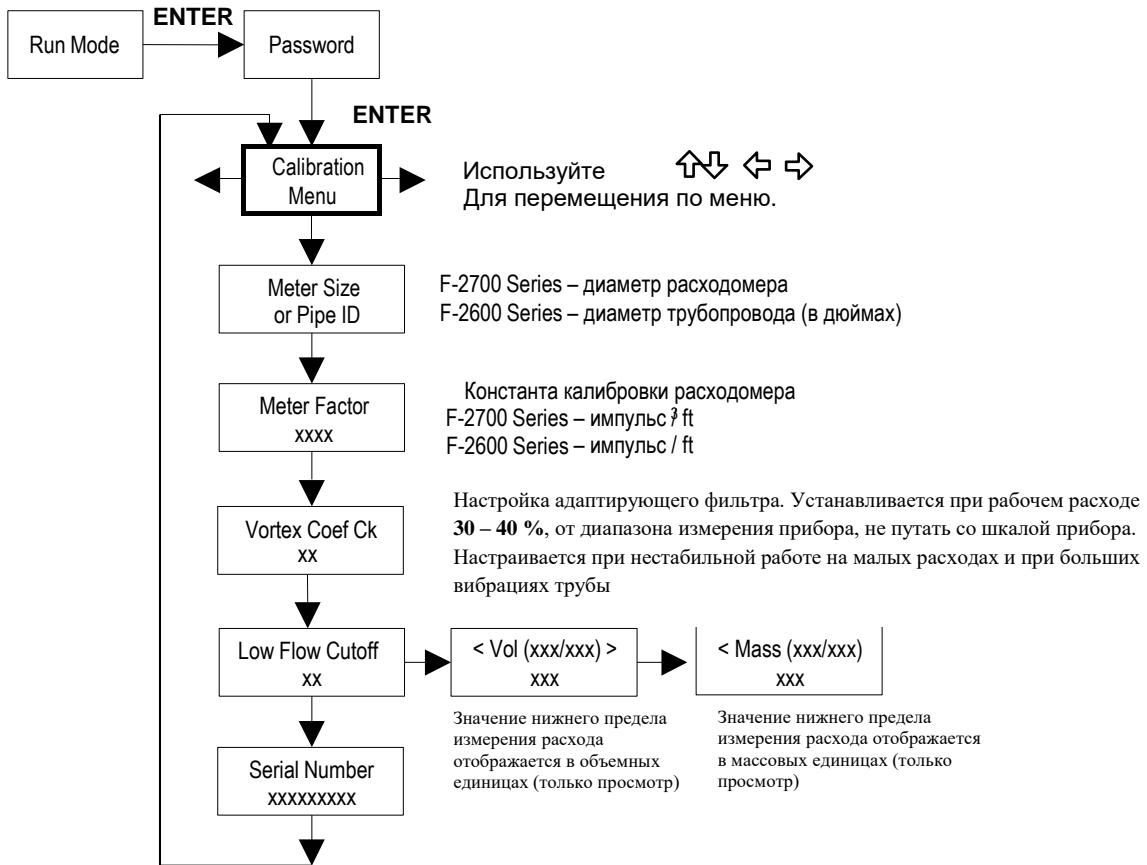 ENTER
Run Mode
Password
ENTER
Calibration
Menu
Используйте
Для перемещения по меню.
Meter Size
or Pipe ID
F-2700 Series – диаметр расходомера
F-2600 Series – диаметр трубопровода (в дюймах)
Meter Factor
xxxx
Константа калибровки расходомера
F-2700 Series – импульс / ft³
F-2600 Series – импульс / ft
Vortex Coef Ck
xx
Настройка адаптирующего фильтра. Устанавливается при рабочем расходе
30 – 40 %, от диапазона измерения прибора, не путать со шкалой прибора.
Настраивается при нестабильной работе на малых расходах и при больших
вибрациях трубы
Low Flow Cutoff
xx
< Vol (xxx/xxx) >
xxx
< Mass (xxx/xxx)
xxx
Значение нижнего предела
измерения расхода
отображается в объемных
единицах (только просмотр)
Значение нижнего предела
измерения расхода отображается
в массовых единицах (только
просмотр)
Serial Number
xxxxxxxxx